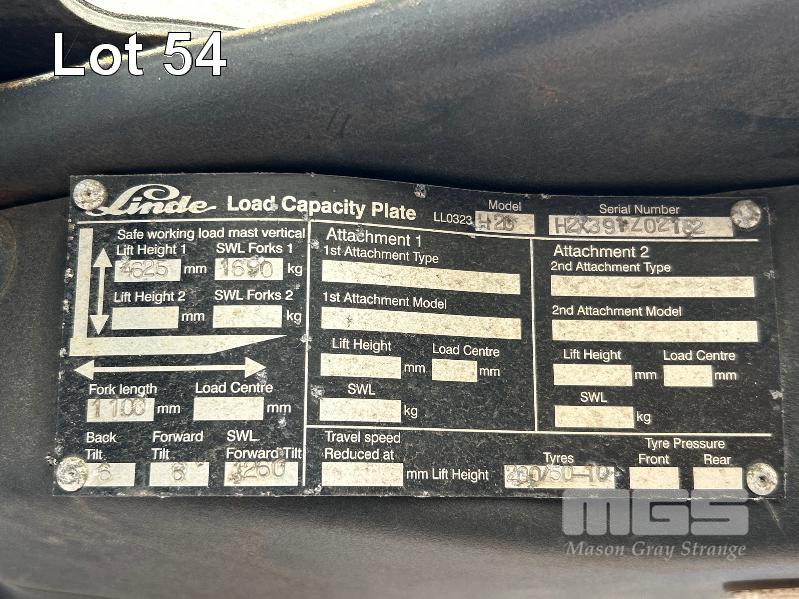 Lot 54
Linde Load Capacity Plate LL0323 Model H20 Serial Number
Safe working load mast vertical
Lift Height 1 SWL Forks 1
4625 mm 1690 kg
Lift Height 2 SWL Forks 2
mm kg
Fork length Load Centre
1100 mm mm
Back Tilt Forward Tilt SWL Forward Tilt
6 6
Attachment 1
1st Attachment Type
1st Attachment Model
Lift Height Load Centre
mm mm
SWL
kg
Attachment 2
2nd Attachment Type
2nd Attachment Model
Lift Height Load Centre
mm mm
SWL
kg
Travel speed
Reduced at mm Lift Height
Tyres
200/50-10
Tyre Pressure
Front Rear
MGS
Mason Gray Strange